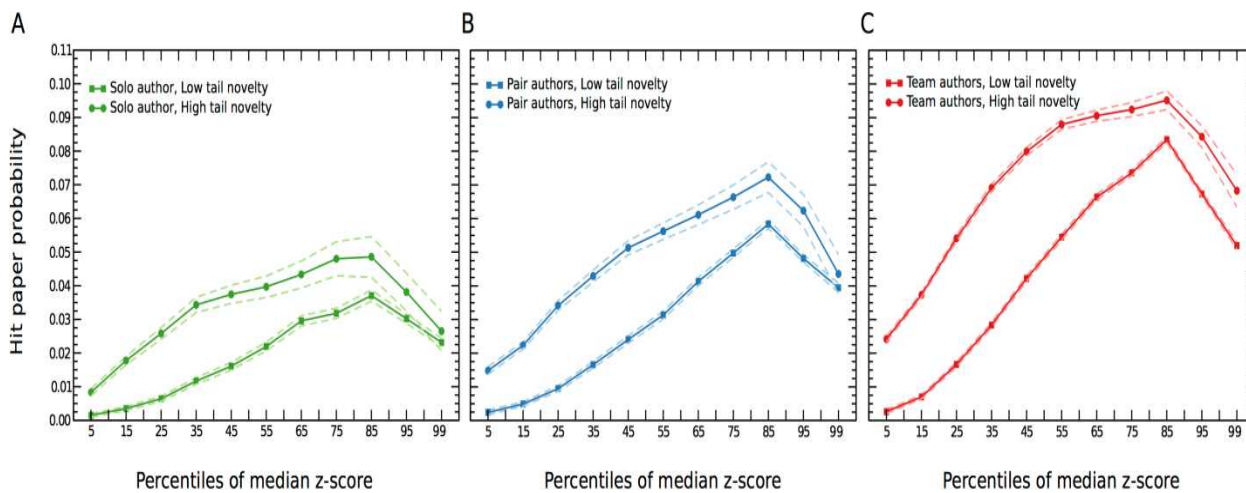 A
B
C
0.11
0.10
0.09
0.08
0.07
0.06
0.05
0.04
0.03
0.02
0.01
0.00
Hit paper probability
Solo author, Low tail novelty
Solo author, High tail novelty
5 15 25 35 45 55 65 75 85 95 99
Percentiles of median z-score
Pair authors, Low tail novelty
Pair authors, High tail novelty
5 15 25 35 45 55 65 75 85 95 99
Percentiles of median z-score
Team authors, Low tail novelty
Team authors, High tail novelty
5 15 25 35 45 55 65 75 85 95 99
Percentiles of median z-score